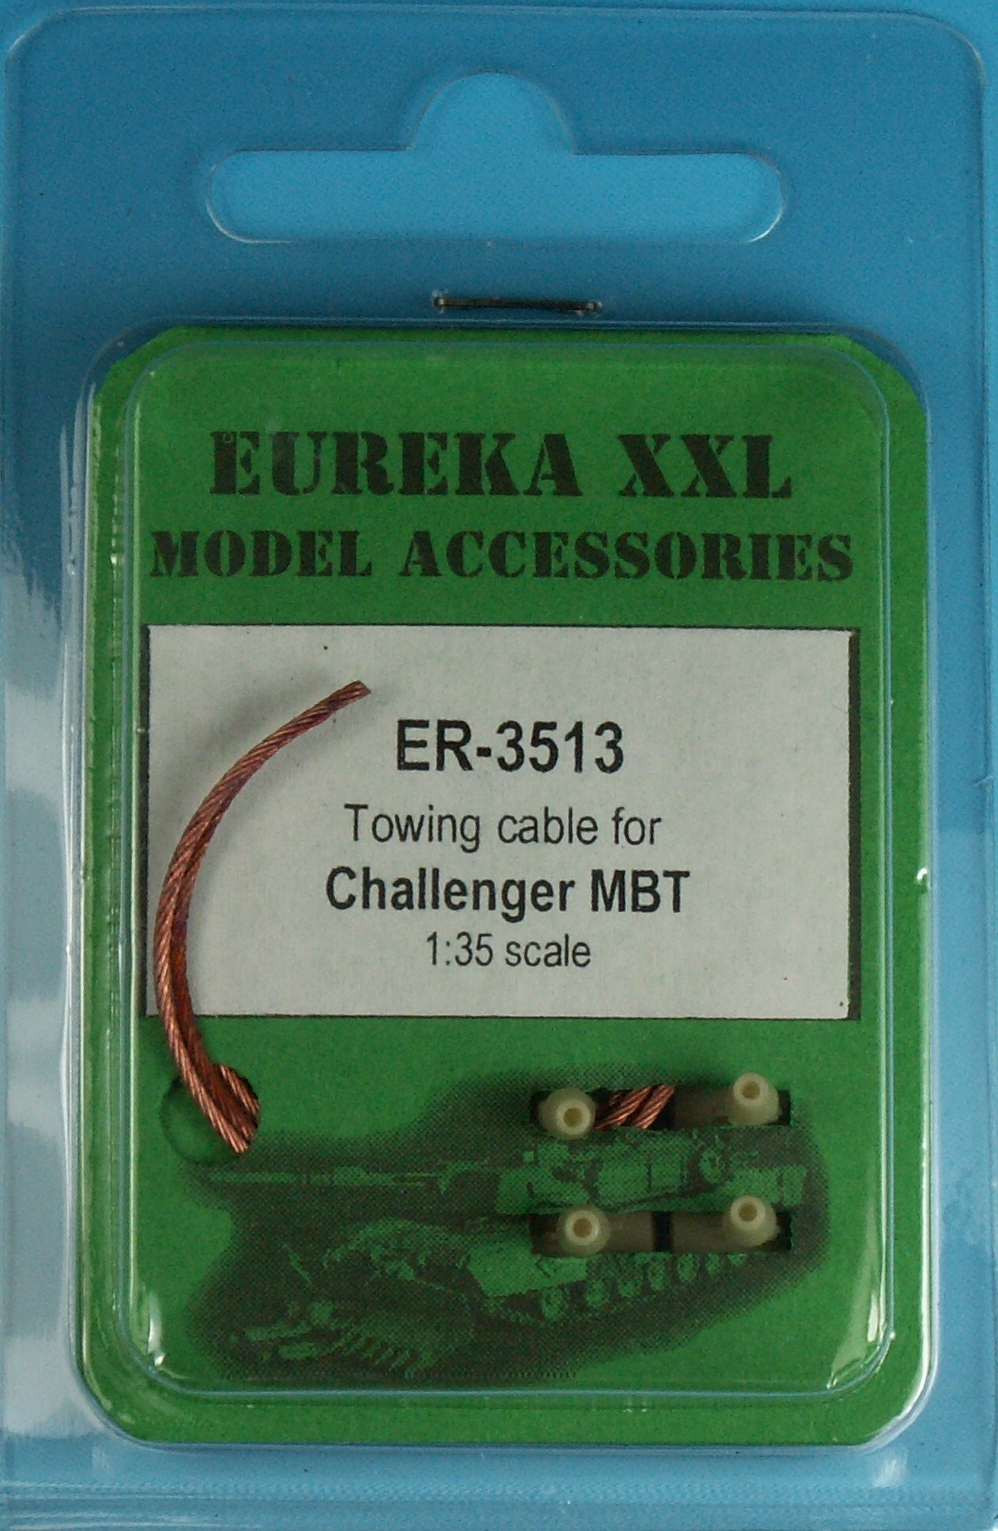 EUREKA XXL
MODEL ACCESSORIES
ER-3513
Towing cable for
Challenger MBT
1:35 scale